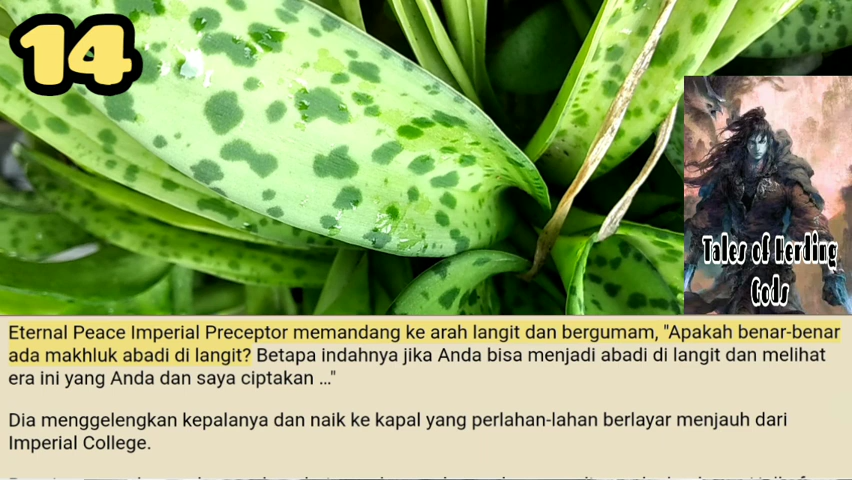 14
Tales of Herding
Gods
Eternal Peace Imperial Preceptor memandang ke arah langit dan bergumam, "Apakah benar-benar
ada makhluk abadi di langit? Betapa indahnya jika Anda bisa menjadi abadi di langit dan melihat
era ini yang Anda dan saya ciptakan ..."
Dia menggelengkan kepalanya dan naik ke kapal yang perlahan-lahan berlayar menjauh dari
Imperial College.